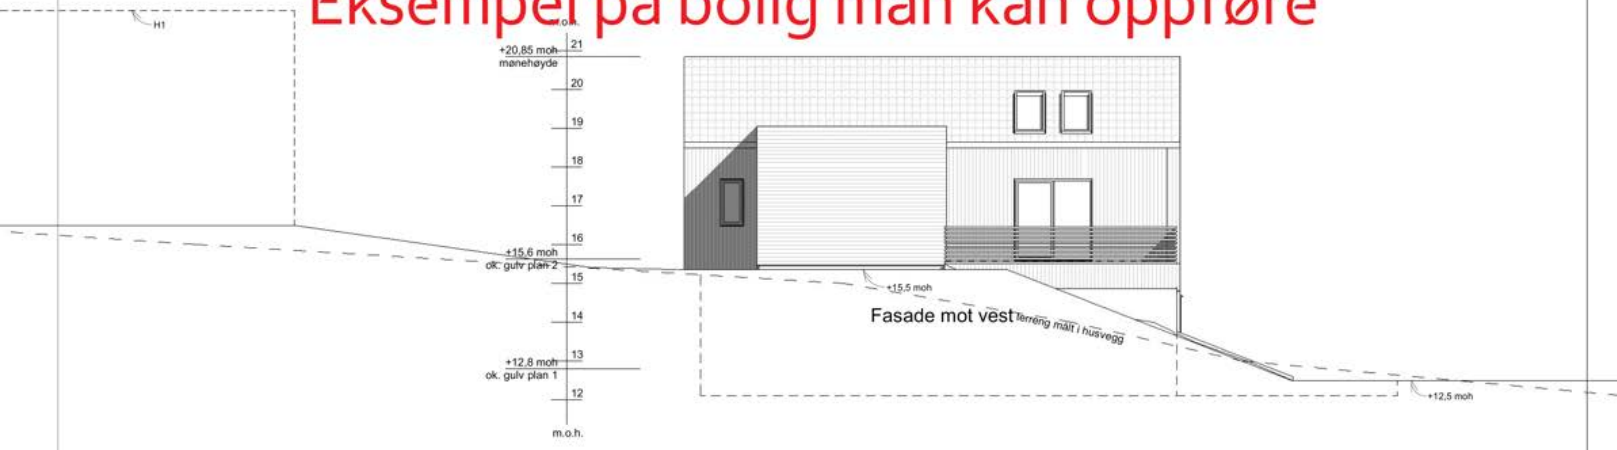 Eksempel på bolig man kan oppføre
H1
m.o.h.
+20,85 moh
mønehøyde
21
20
19
18
17
16
+15,6 moh
ok. gulv plan 2
15
+15,5 moh
Fasade mot vest
Terreng målt i husvegg
14
13
+12,8 moh
ok. gulv plan 1
12
+12,5 moh
m.o.h.